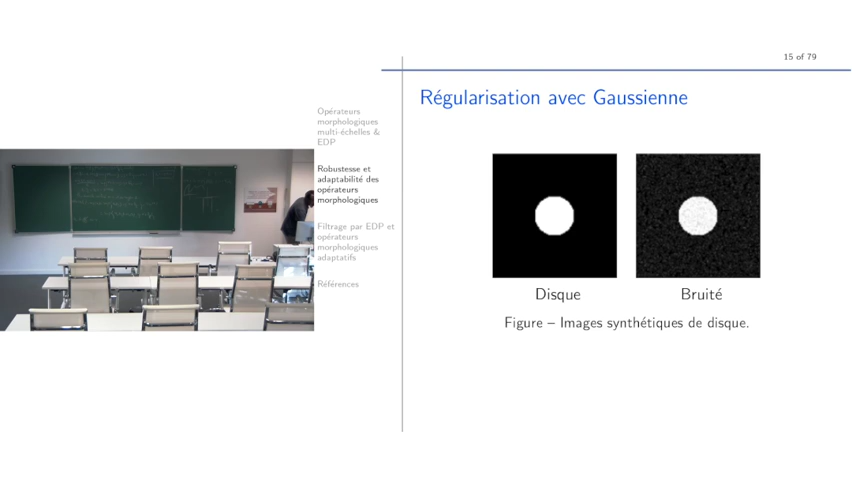 15 of 79
Opérateurs
morphologiques
multi-échelles &
EDP
Robustesse et
adaptabilité des
opérateurs
morphologiques
Filtrage par EDP et
opérateurs
morphologiques
adaptatifs
Références
Régularisation avec Gaussienne
Disque
Bruité
Figure – Images synthétiques de disque.